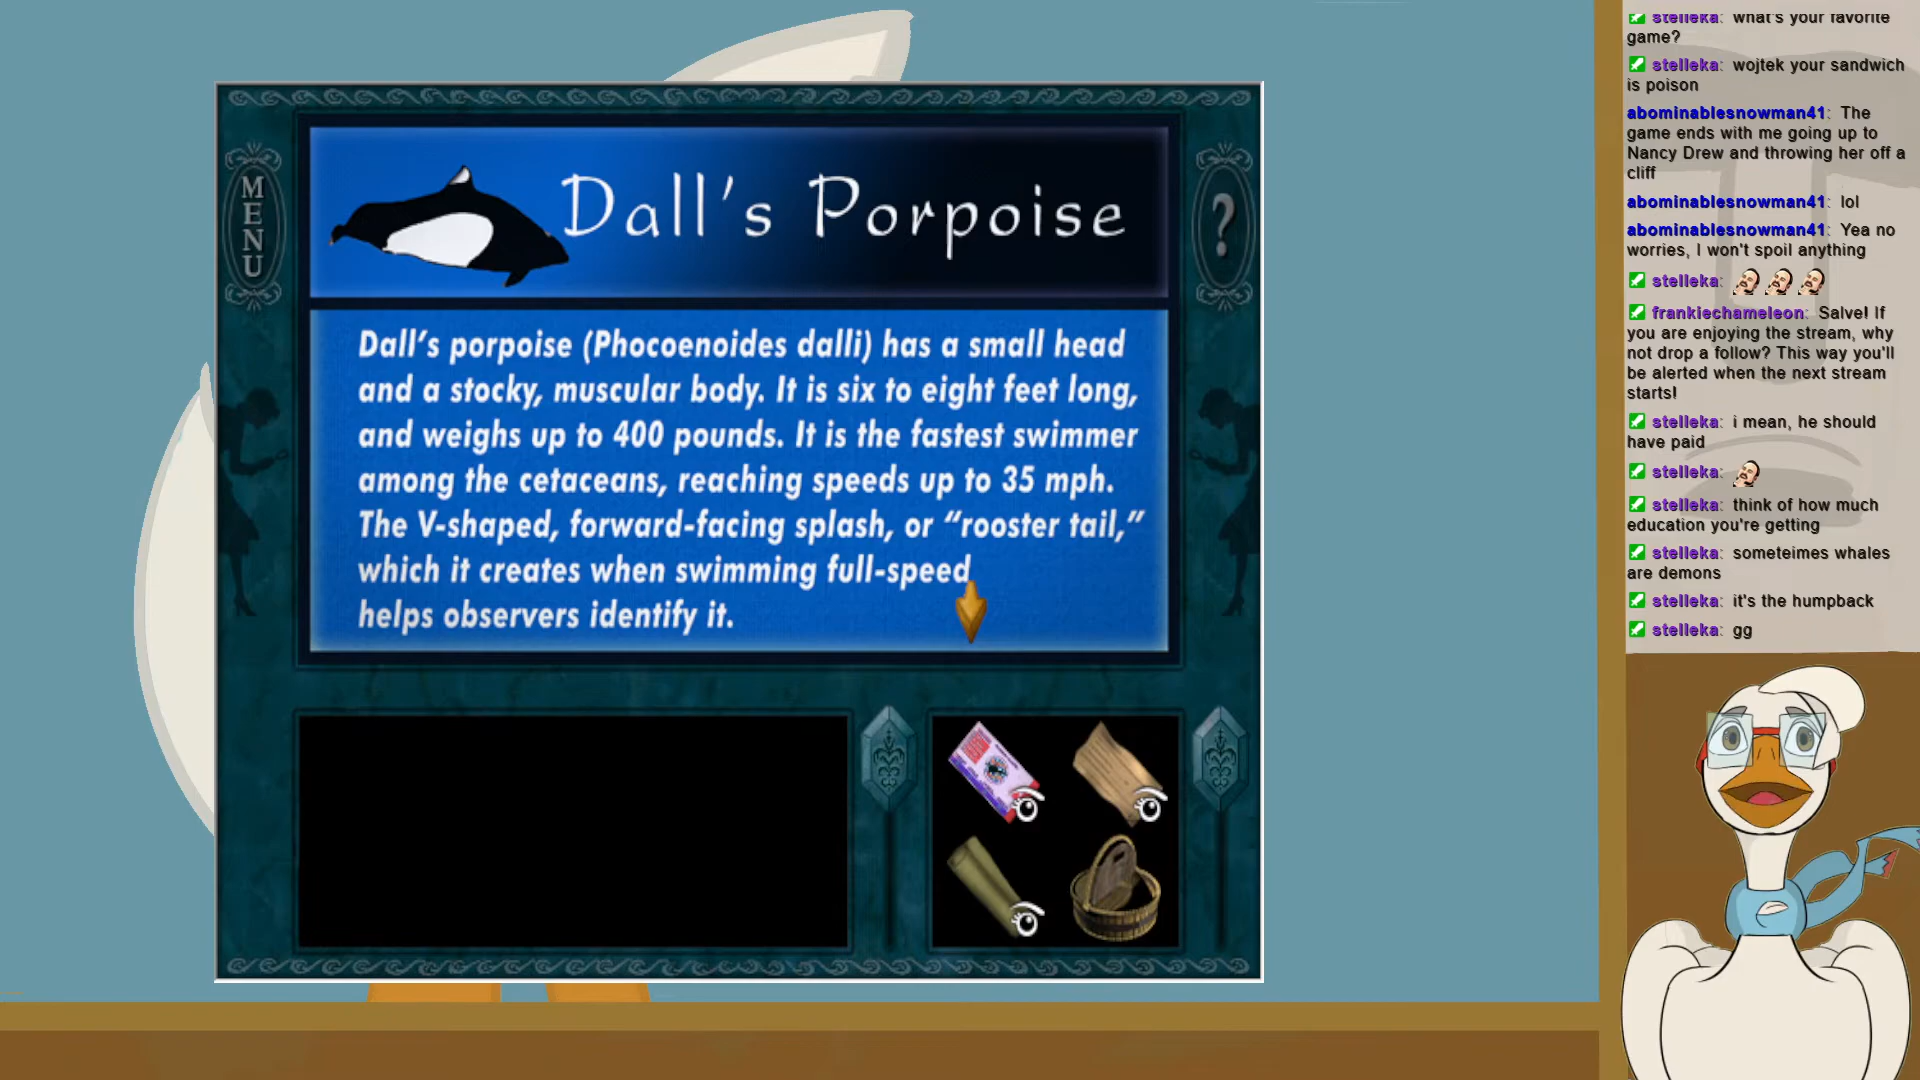 MENU
Dall's Porpoise
?
Dall's porpoise (Phocoenoides dalli) has a small head
and a stocky, muscular body. It is six to eight feet long,
and weighs up to 400 pounds. It is the fastest swimmer
among the cetaceans, reaching speeds up to 35 mph.
The V-shaped, forward-facing splash, or “rooster tail,”
which it creates when swimming full-speed
helps observers identify it.
stelleka: what's your favorite
game?
stelleka: wojtek your sandwich
is poison
abominablesnowman41: The
game ends with me going up to
Nancy Drew and throwing her off a
cliff
abominablesnowman41: lol
abominablesnowman41: Yea no
worries, I won't spoil anything
stelleka:
frankiechameleon: Salve! If
you are enjoying the stream, why
not drop a follow? This way you'll
be alerted when the next stream
starts!
stelleka: i mean, he should
have paid
stelleka:
stelleka: think of how much
education you're getting
stelleka: someteimes whales
are demons
stelleka: it's the humpback
stelleka: gg